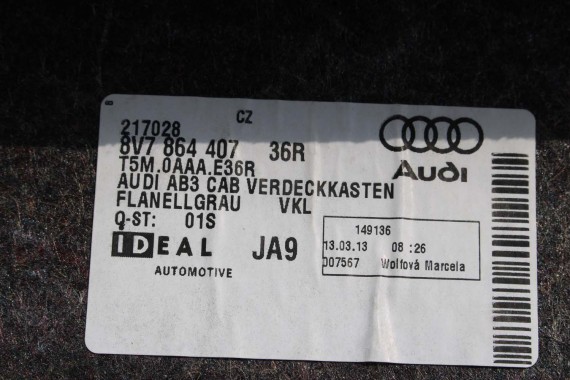 CZ
217028
8V7 864 407 36R
T5M.0AAA.E36R
AUDI AB3 CAB VERDECKKASTEN
FLANELLGRAU VKL
Q-ST: 01S
IDEAL JA9
AUTOMOTIVE
Audi
149136
13.03.13 08:26
007567 Wolfová Marcela